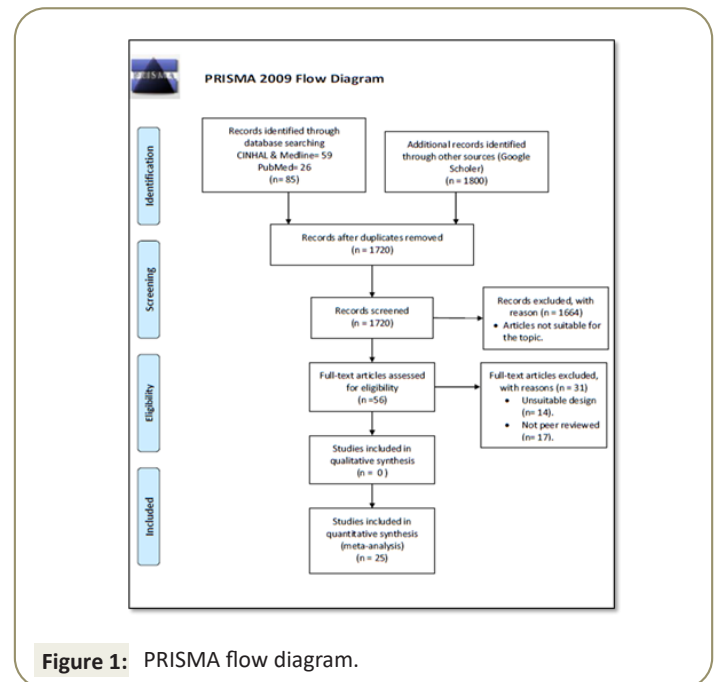 PRISMA
PRISMA 2009 Flow Diagram
Identification
Records identified through
database searching
CINHAL & Medline= 59
PubMed= 26
(n= 85)
Additional records identified
through other sources (Google
Scholer)
(n = 1800)
Records after duplicates removed
(n = 1720)
Screening
Records screened
(n = 1720)
Records excluded, with
reason (n = 1664)
• Articles not suitable for
the topic.
Eligibility
Full-text articles assessed
for eligibility
(n =56)
Full-text articles excluded,
with reasons (n = 31)
• Unsuitable design
(n= 14).
• Not peer reviewed
(n= 17).
Studies included in
qualitative synthesis
(n = 0 )
Included
Studies included in
quantitative synthesis
(meta-analysis)
(n = 25)
Figure 1: PRISMA flow diagram.